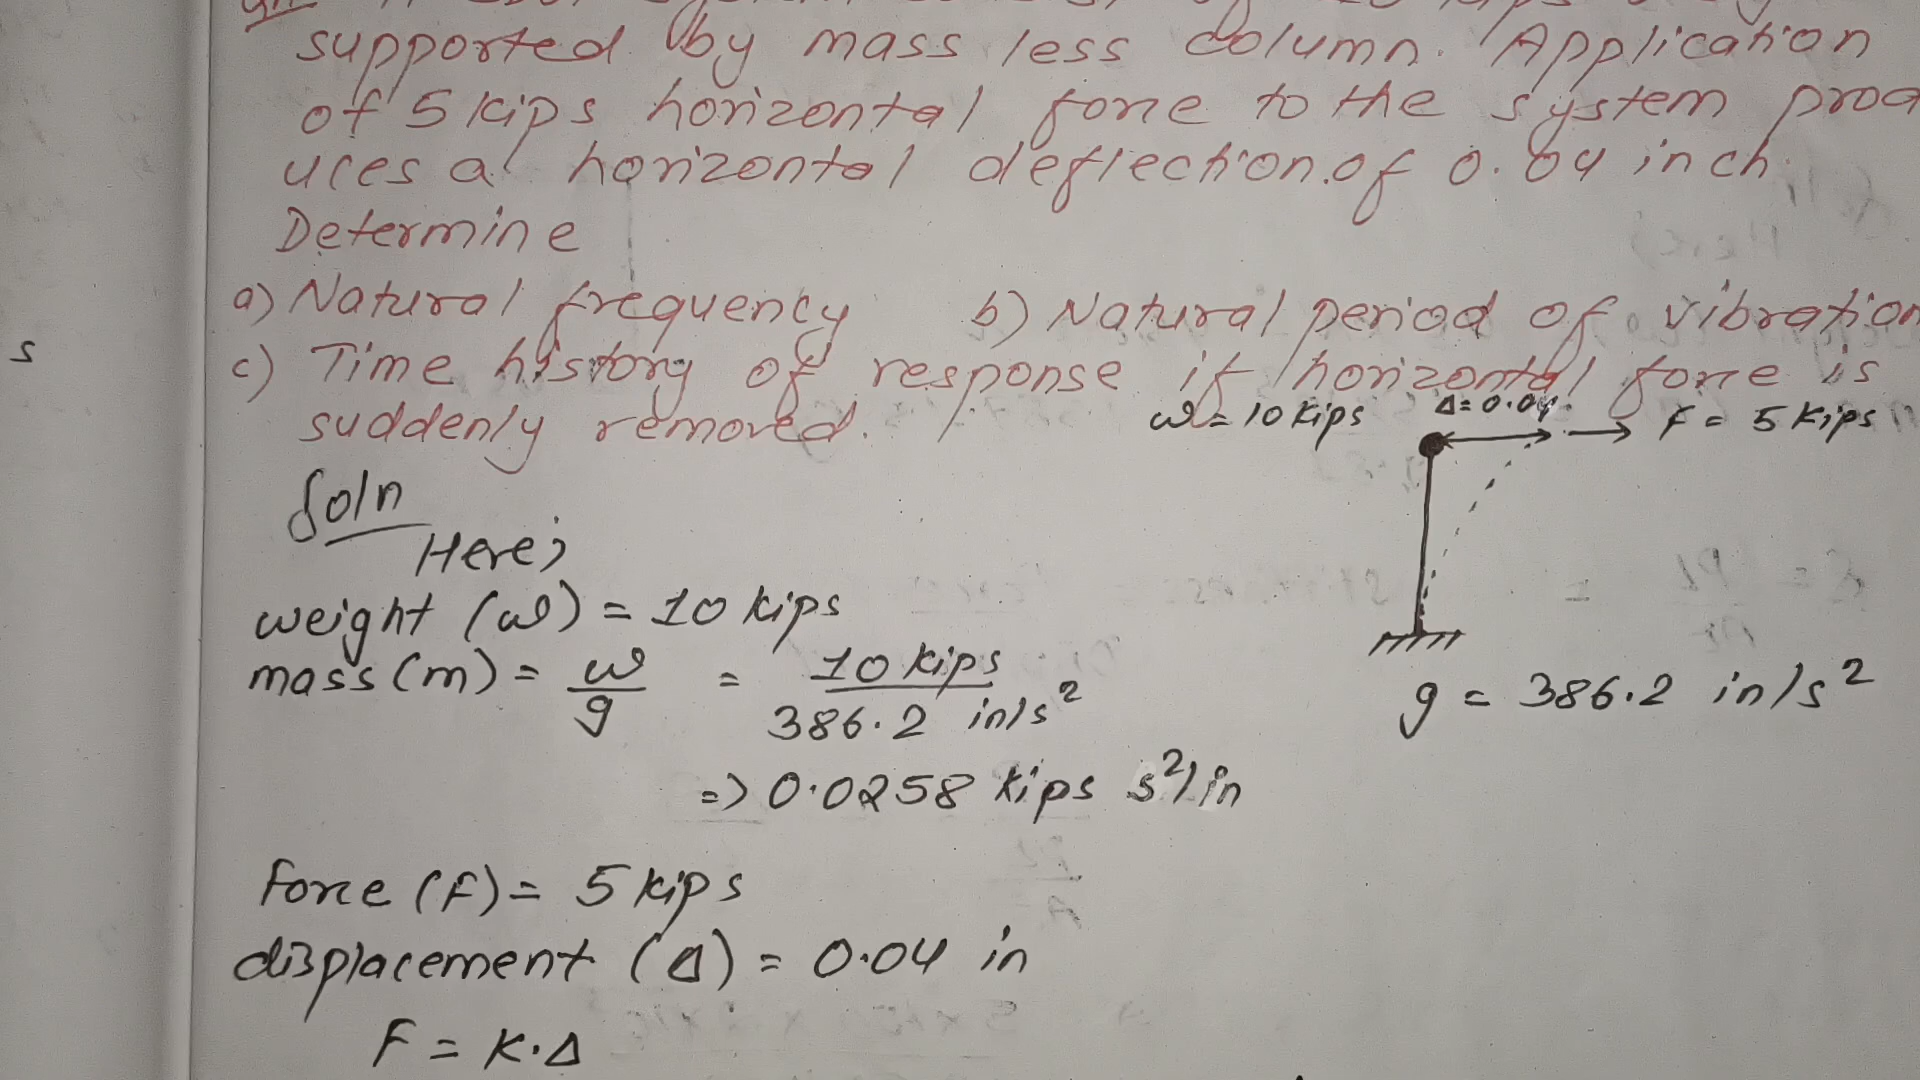 supported by mass less column. Application
of 5 kips horizontal force to the system prod
uces a horizontal deflection of 0.04 inch.
Determine
a) Natural frequency b) Natural period of vibration
c) Time history of response if horizontal force is
suddenly removed.
w = 10 kips Δ = 0.04 F = 5 kips
Soln
Here,
weight (w) = 10 kips
mass (m) = w/g = 10 kips / 386.2 in/s²
g = 386.2 in/s²
=> 0.0258 kips s²/in
Force (F) = 5 kips
displacement (Δ) = 0.04 in
F = K.Δ
s